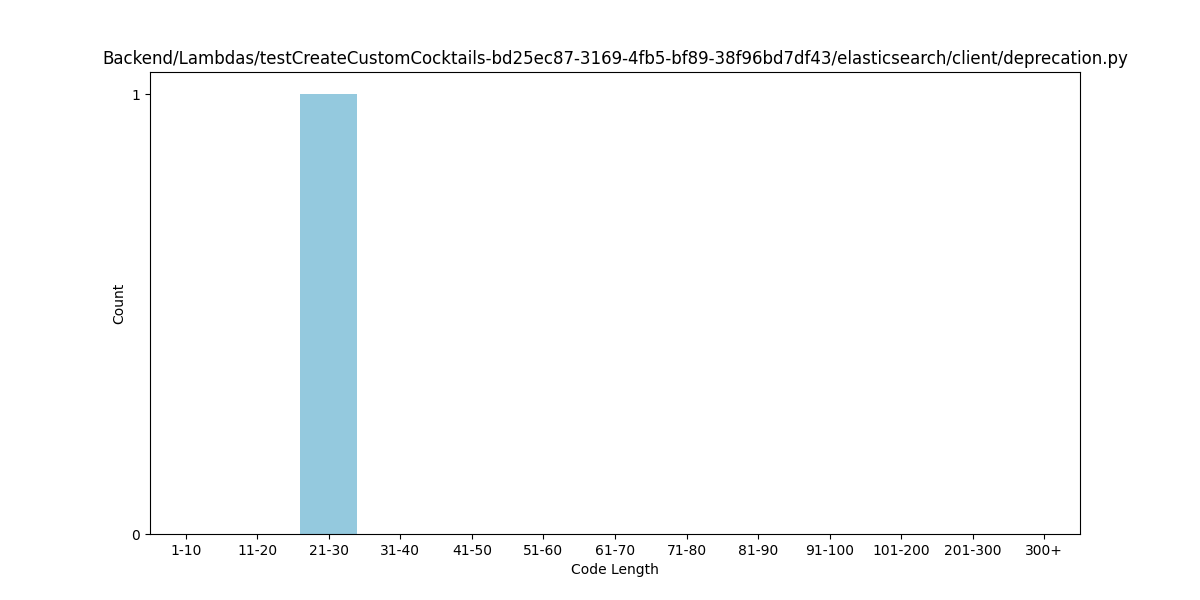 Backend/Lambdas/testCreateCustomCocktails-bd25ec87-3169-4fb5-bf89-38f96bd7df43/elasticsearch/client/deprecation.py
1
Count
0
1-10 11-20 21-30 31-40 41-50 51-60 61-70 71-80 81-90 91-100 101-200 201-300 300+
Code Length